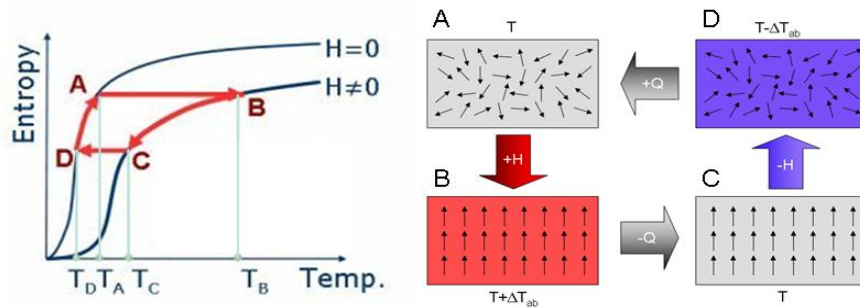 Entropy
H=0
H≠0
A
B
C
D
T_D
T_A
T_C
T_B
Temp.
A
T
D
T-ΔT_ab
+Q
+H
-H
B
T+ΔT_ab
-Q
C
T